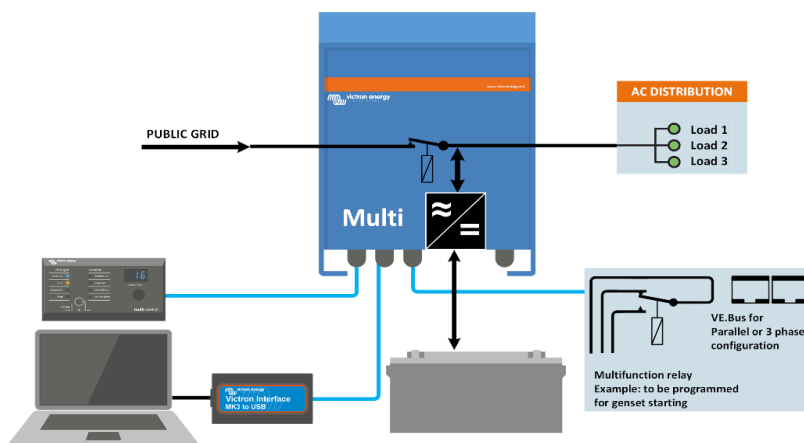 victron energy
PUBLIC GRID
AC DISTRIBUTION
Load 1
Load 2
Load 3
Multi
16
multi control
victron energy
Victron Interface
MK3 to USB
VE.Bus for
Parallel or 3 phase
configuration
Multifunction relay
Example: to be programmed
for genset starting